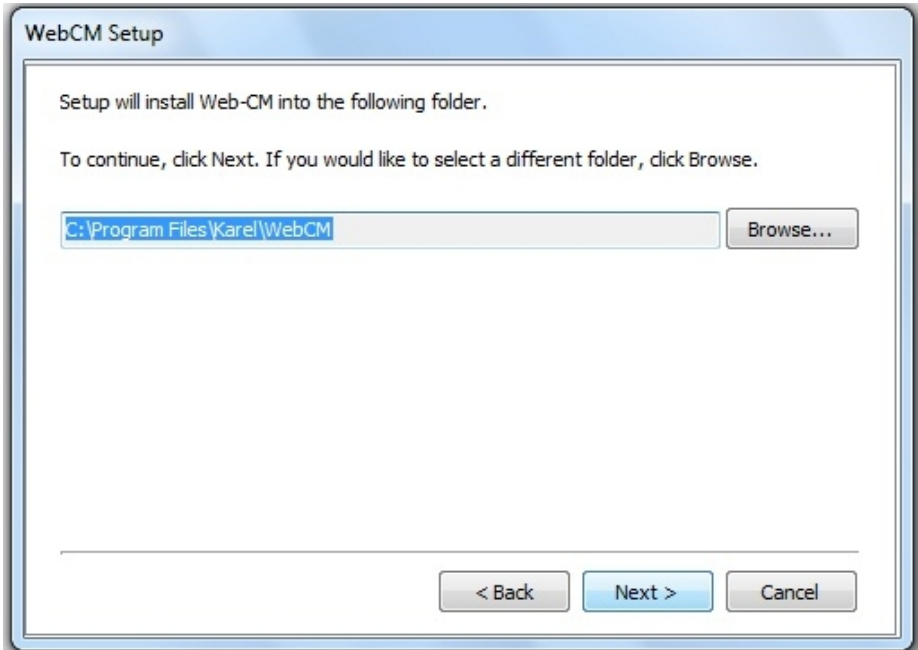 WebCM Setup
Setup will install Web-CM into the following folder.
To continue, click Next. If you would like to select a different folder, click Browse.
C:\Program Files\Karel\WebCM
Browse...
< Back
Next >
Cancel